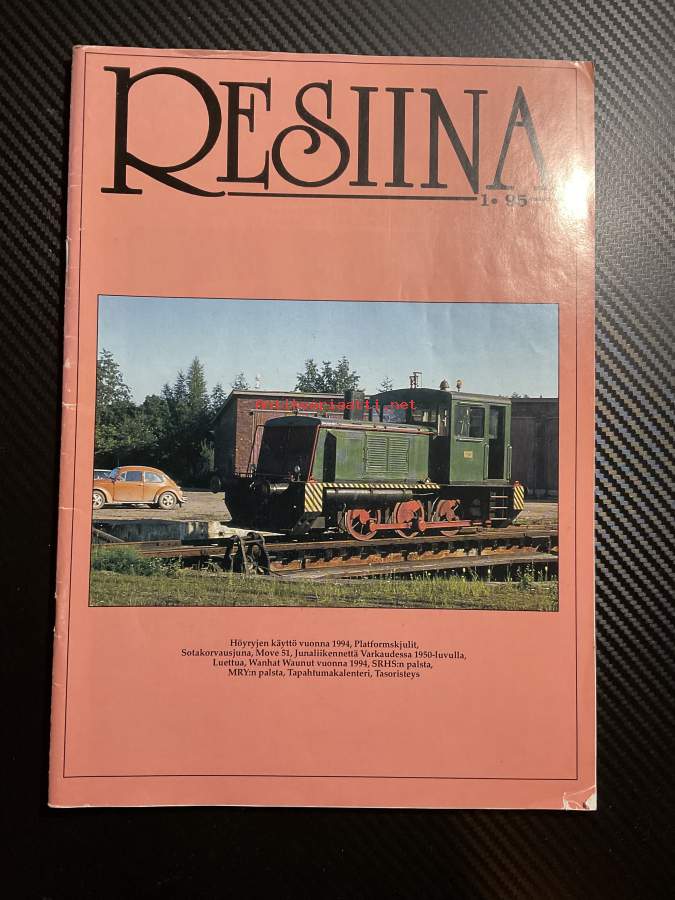 RESIINA
1•95
antikvariaatti.net
Höyryjen käyttö vuonna 1994, Platformskjulit,
Sotakorvausjuna, Move 51, Junaliikennettä Varkaudessa 1950-luvulla,
Luettua, Wanhat Waunut vuonna 1994, SRHS:n palsta,
MRY:n palsta, Tapahtumakalenteri, Tasoristeys